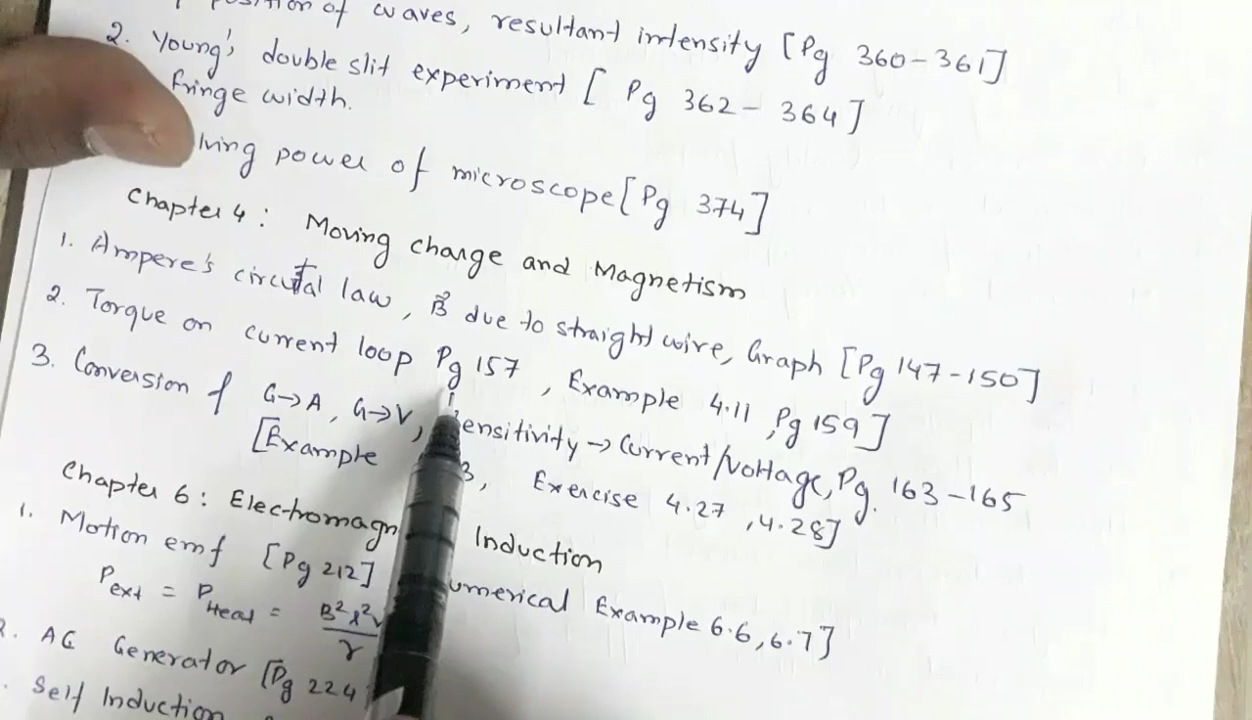 of waves, resultant intensity [Pg 360-361]
2. Young's double slit experiment [ Pg 362 - 364]
fringe width.
lving power of microscope [Pg 374]
Chapter 4: Moving charge and Magnetism
1. Ampere's circuital law, B⃗ due to straight wire, Graph [Pg 147-150]
2. Torque on current loop Pg 157, Example 4.11, Pg 159]
3. Conversion of G→A, G→V, Sensitivity → Current/Voltage, Pg. 163-165
[Example 3, Exercise 4.27, 4.28]
Chapter 6: Electromagn Induction
1. Motion emf [Pg 212] umerical Example 6.6, 6.7]
Pext = PHeat = B²l²v / r
2. AC Generator [Pg 224
Self Induction